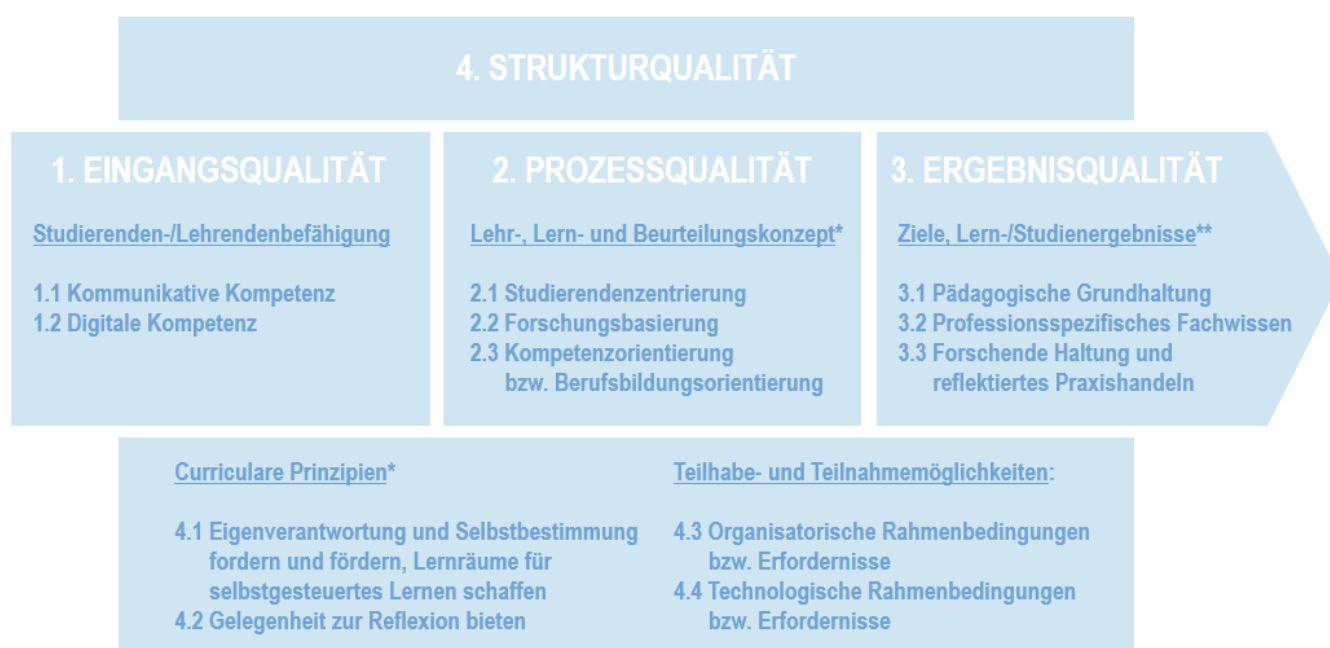 4. STRUKTURQUALITÄT
1. EINGANGSQUALITÄT
Studierenden-/Lehrendenbefähigung
1.1 Kommunikative Kompetenz
1.2 Digitale Kompetenz
2. PROZESSQUALITÄT
Lehr-, Lern- und Beurteilungskonzept*
2.1 Studierendenzentrierung
2.2 Forschungsbasierung
2.3 Kompetenzorientierung
bzw. Berufsbildungsorientierung
3. ERGEBNISQUALITÄT
Ziele, Lern-/Studienergebnisse**
3.1 Pädagogische Grundhaltung
3.2 Professionsspezifisches Fachwissen
3.3 Forschende Haltung und
reflektiertes Praxishandeln
Curriculare Prinzipien*
4.1 Eigenverantwortung und Selbstbestimmung
fordern und fördern, Lernräume für
selbstgesteuertes Lernen schaffen
4.2 Gelegenheit zur Reflexion bieten
Teilhabe- und Teilnahmemöglichkeiten:
4.3 Organisatorische Rahmenbedingungen
bzw. Erfordernisse
4.4 Technologische Rahmenbedingungen
bzw. Erfordernisse